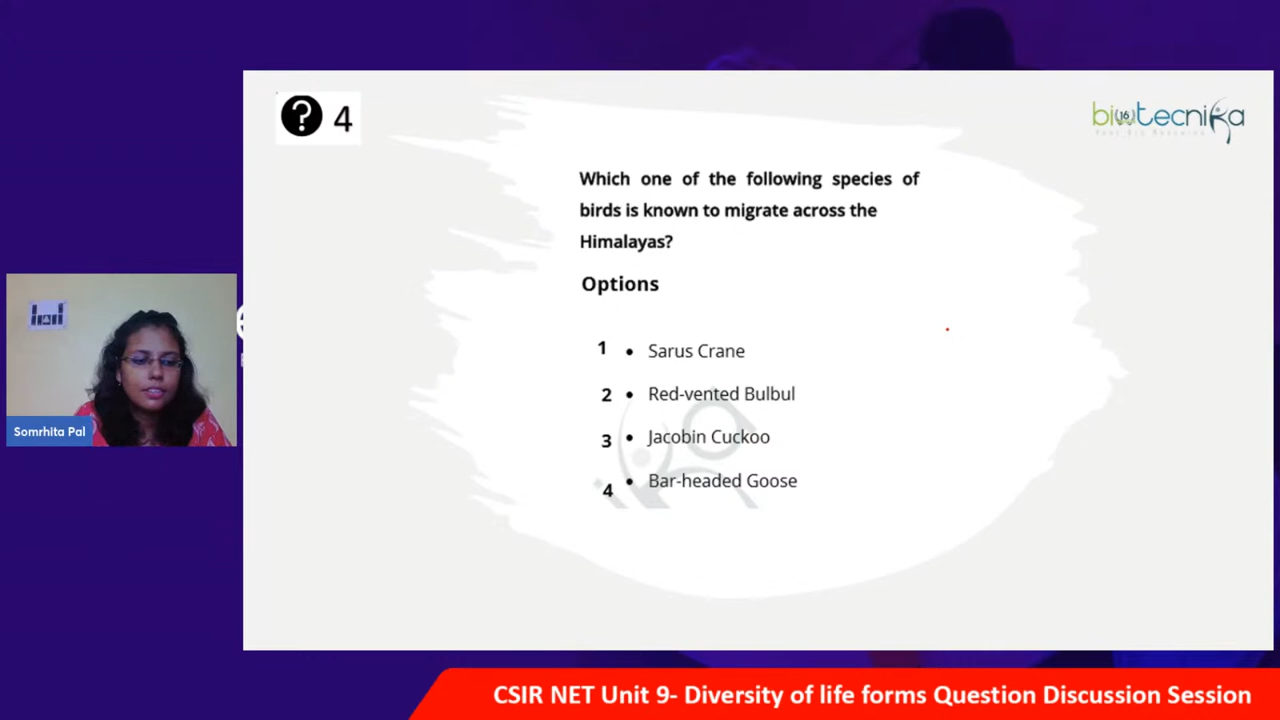 ? 4
biotecnika
Which one of the following species of
birds is known to migrate across the
Himalayas?
Options
1 • Sarus Crane
2 • Red-vented Bulbul
3 • Jacobin Cuckoo
4 • Bar-headed Goose
Somrhita Pal
CSIR NET Unit 9- Diversity of life forms Question Discussion Session